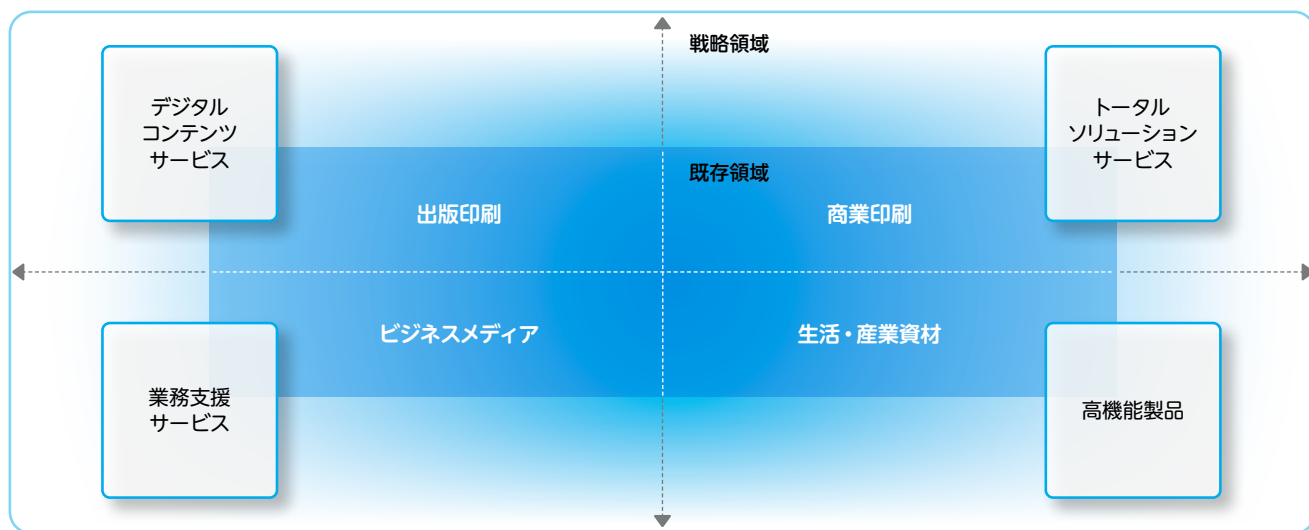 戦略領域
デジタル
コンテンツ
サービス
トータル
ソリューション
サービス
既存領域
出版印刷
商業印刷
ビジネスメディア
生活・産業資材
業務支援
サービス
高機能製品